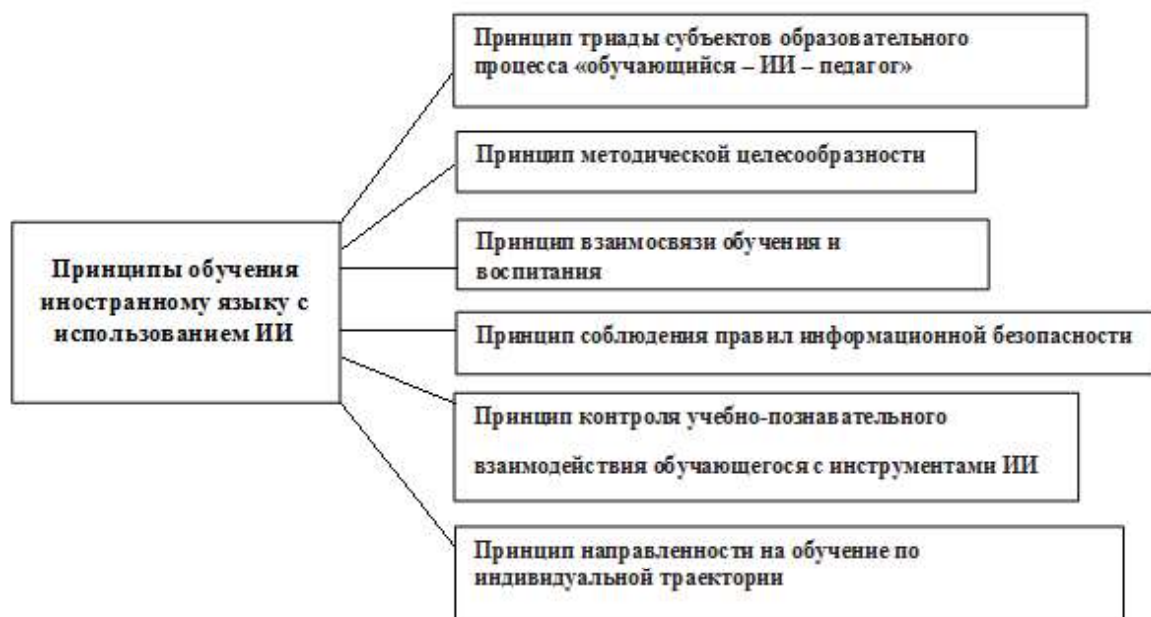 Принципы обучения
иностранному языку с
использованием ИИ
Принцип триады субъектов образовательного
процесса «обучающийся – ИИ – педагог»
Принцип методической целесообразности
Принцип взаимосвязи обучения и
воспитания
Принцип соблюдения правил информационной безопасности
Принцип контроля учебно-познавательного
взаимодействия обучающегося с инструментами ИИ
Принцип направленности на обучение по
индивидуальной траектории